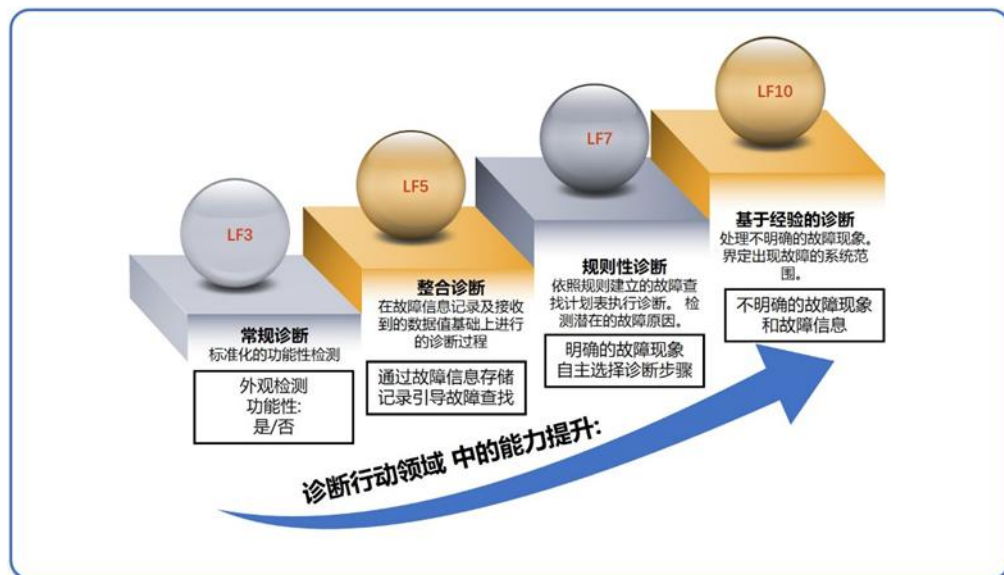 LF3
常规诊断
标准化的功能性检测
外观检测
功能性:
是/否
LF5
整合诊断
在故障信息记录及接收
到的数据值基础上进行
的诊断过程
通过故障信息存储
记录引导故障查找
LF7
规则性诊断
依照规则建立的故障查
找计划表执行诊断。 检
测潜在的故障原因。
明确的故障现象
自主选择诊断步骤
LF10
基于经验的诊断
处理不明确的故障现象。
界定出现故障的系统范
围。
不明确的故障现象
和故障信息
诊断行动领域 中的能力提升: